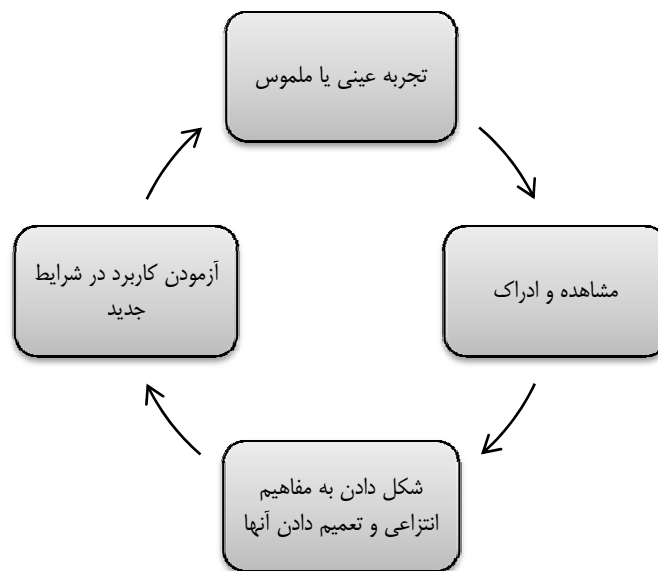 تجربه عینی یا ملموس
مشاهده و ادراک
شکل دادن به مفاهیم
انتزاعی و تعمیم دادن آنها
آزمودن کاربرد در شرایط
جدید